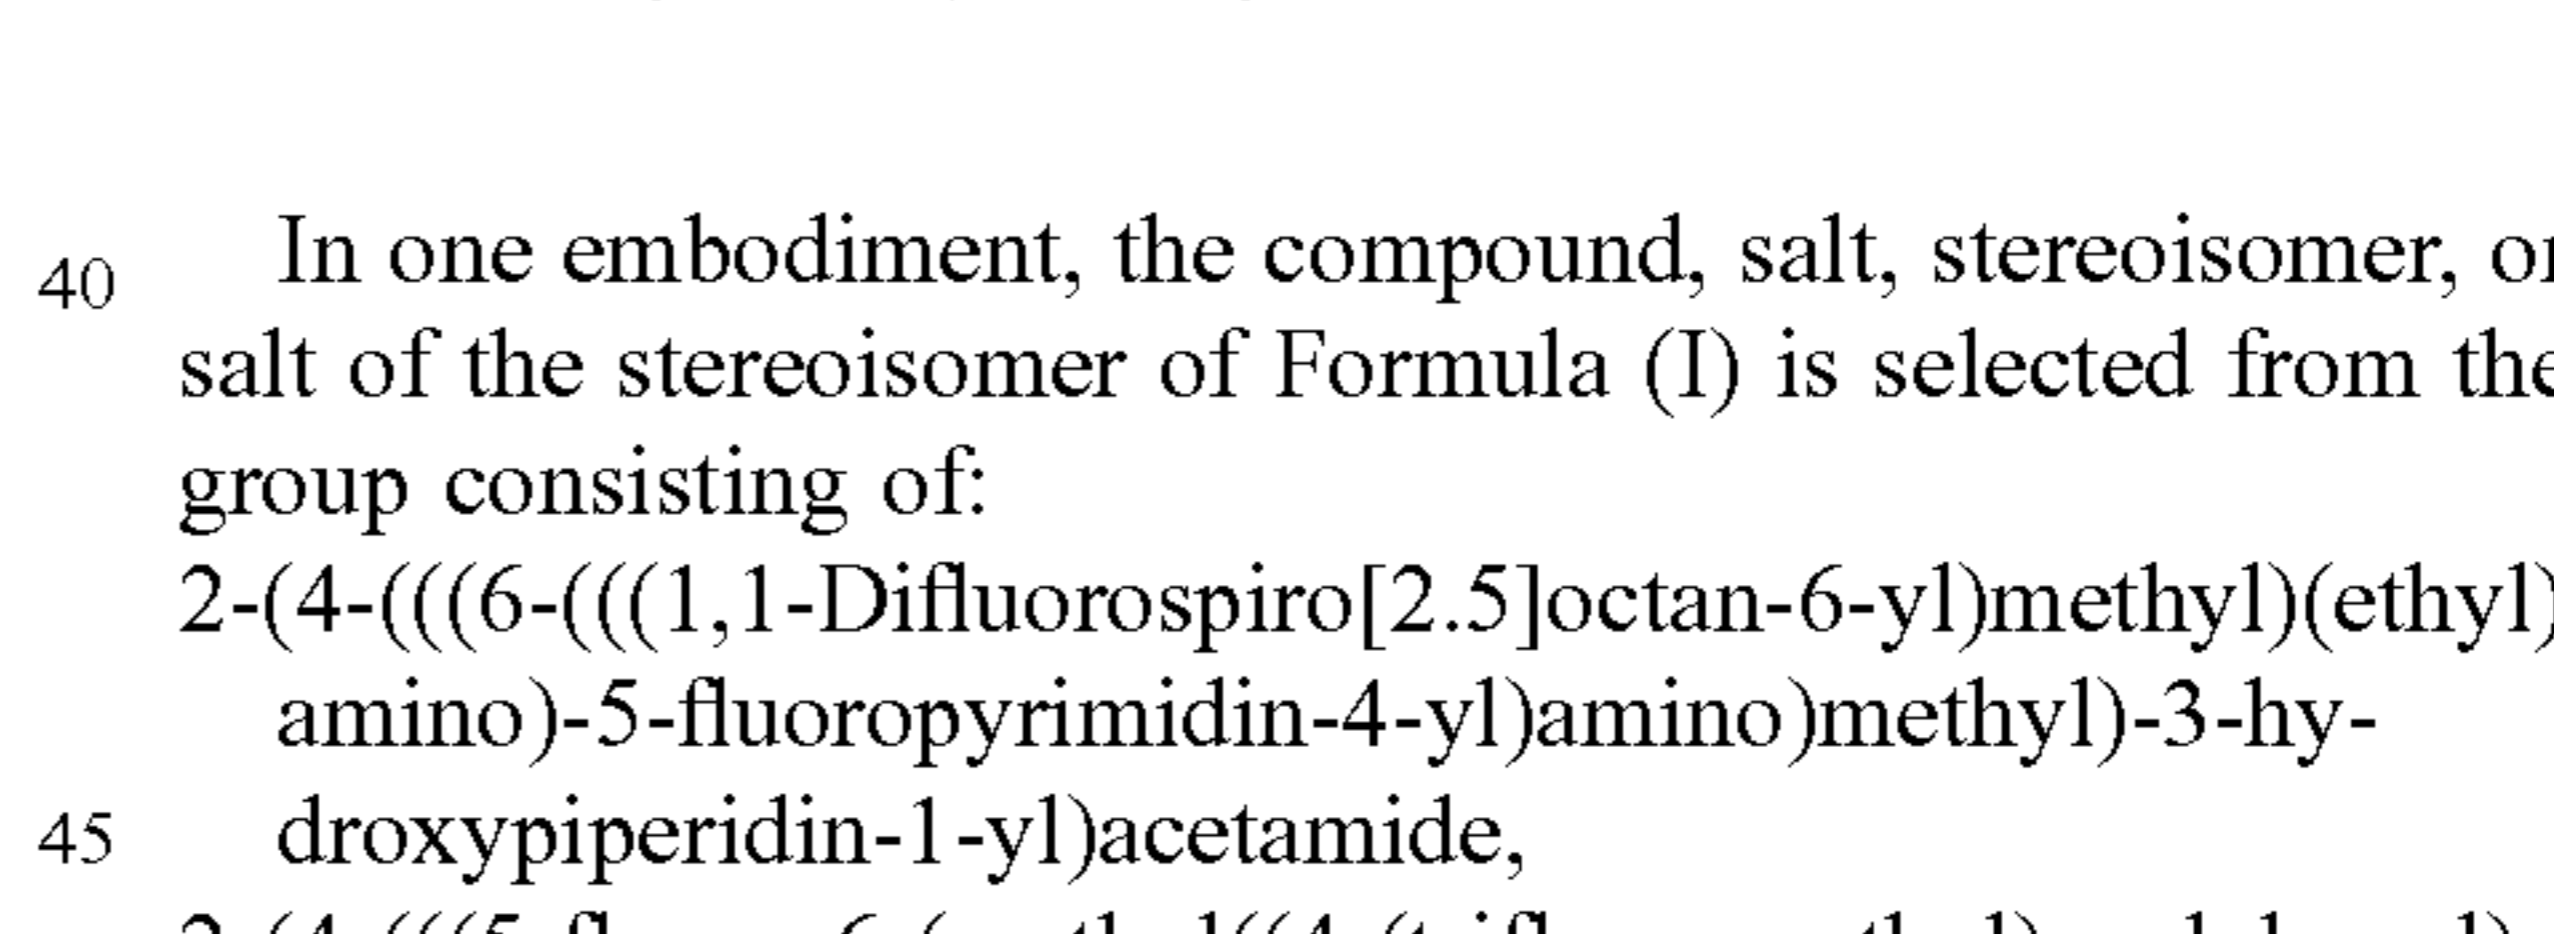 40 In one embodiment, the compound, salt, stereoisomer, or
salt of the stereoisomer of Formula (I) is selected from the
group consisting of:
2-(4-(((6-(((1,1-Difluorospiro[2.5]octan-6-yl)methyl)(ethyl)
amino)-5-fluoropyrimidin-4-yl)amino)methyl)-3-hy-
45 droxypiperidin-1-yl)acetamide,